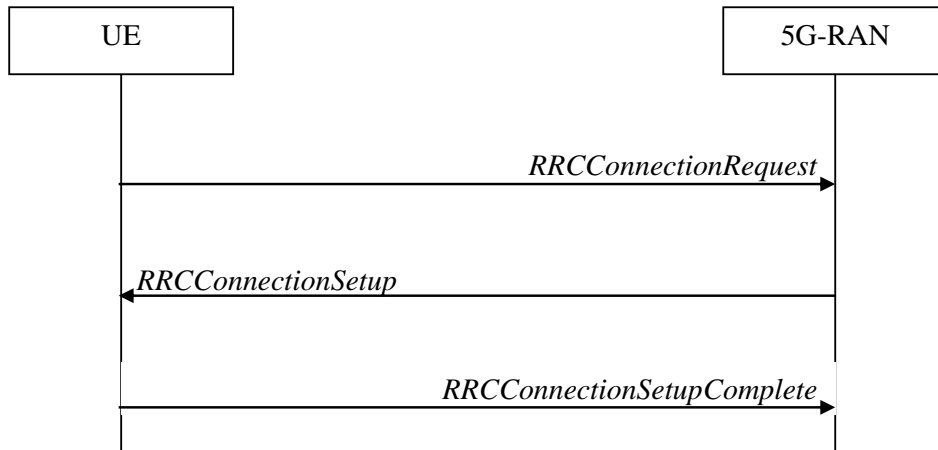 UE
5G-RAN
RRCConnectionRequest
RRCConnectionSetup
RRCConnectionSetupComplete